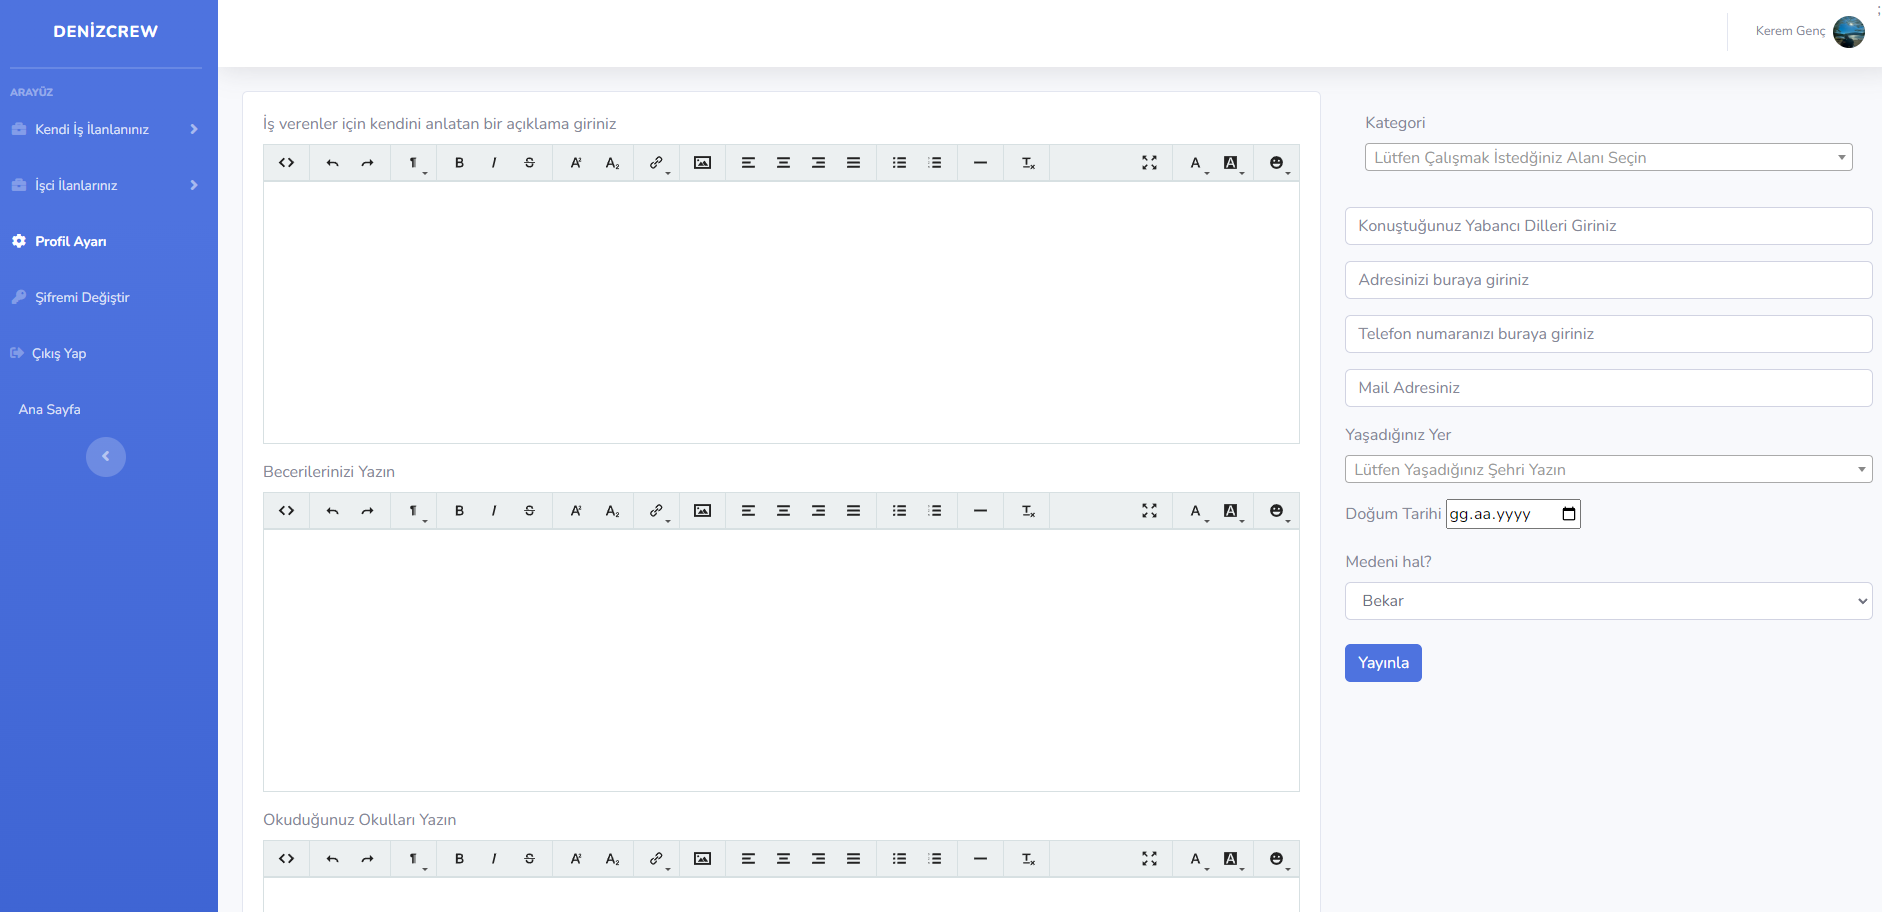 DENİZCREW
ARAYÜZ
Kendi İş İlanlarınız
İşci İlanlarınız
Profil Ayarı
Şifremi Değiştir
Çıkış Yap
Ana Sayfa
;
Kerem Genç
İş verenler için kendini anlatan bir açıklama giriniz
Becerilerinizi Yazın
Okuduğunuz Okulları Yazın
Kategori
Lütfen Çalışmak İstedğiniz Alanı Seçin
Konuştuğunuz Yabancı Dilleri Giriniz
Adresinizi buraya giriniz
Telefon numaranızı buraya giriniz
Mail Adresiniz
Yaşadığınız Yer
Lütfen Yaşadığınız Şehri Yazın
Doğum Tarihi gg.aa.yyyy
Medeni hal?
Bekar
Yayınla